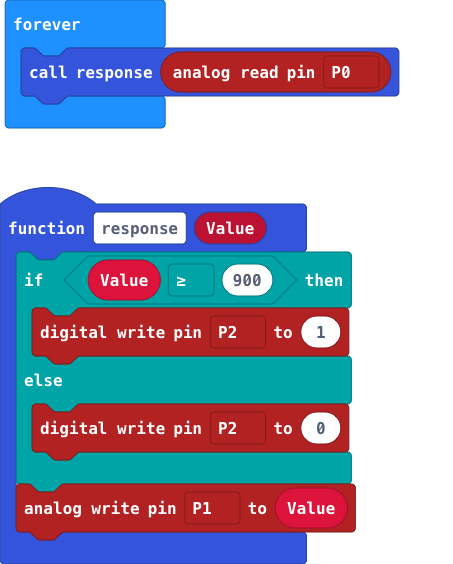 forever
call response analog read pin P0
function response Value
if Value ≥ 900 then
digital write pin P2 to 1
else
digital write pin P2 to 0
analog write pin P1 to Value